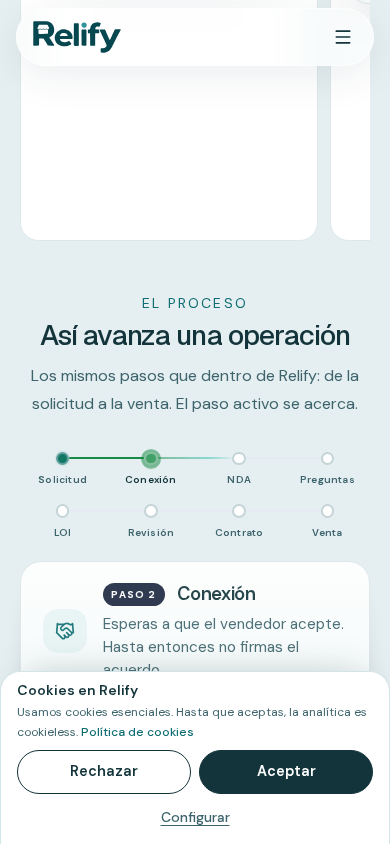 Relify
EL PROCESO
Así avanza una operación
Los mismos pasos que dentro de Relify: de la
solicitud a la venta. El paso activo se acerca.
Solicitud Conexión NDA Preguntas
LOI Revisión Contrato Venta
PASO 2 Conexión
Esperas a que el vendedor acepte.
Hasta entonces no firmas el
acuerdo.
Cookies en Relify
Usamos cookies esenciales. Hasta que aceptas, la analítica es
cookieless. Política de cookies
Rechazar Aceptar
Configurar